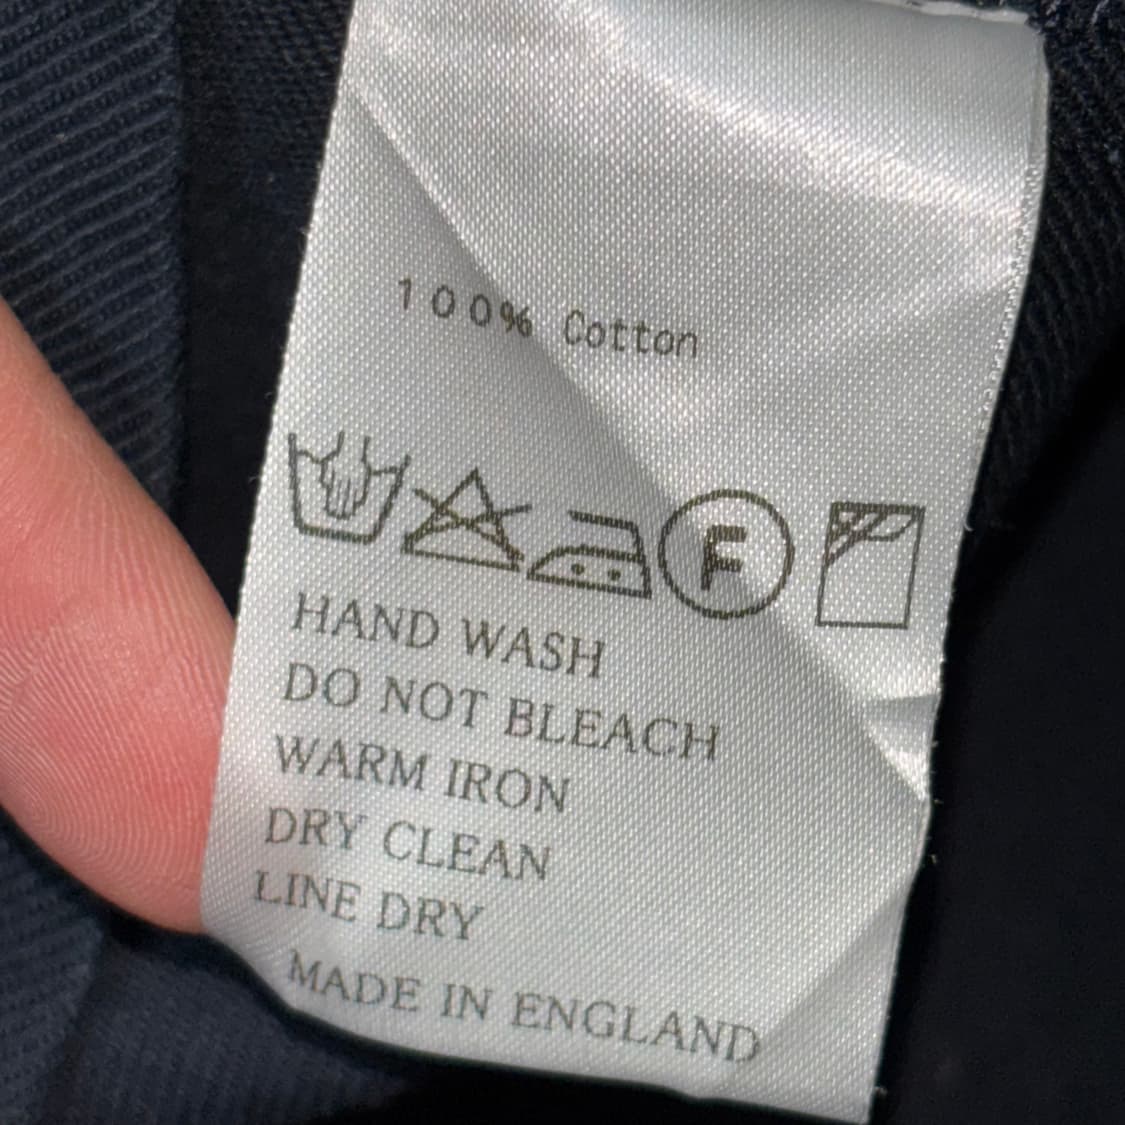 100% Cotton
F
HAND WASH
DO NOT BLEACH
WARM IRON
DRY CLEAN
LINE DRY
MADE IN ENGLAND